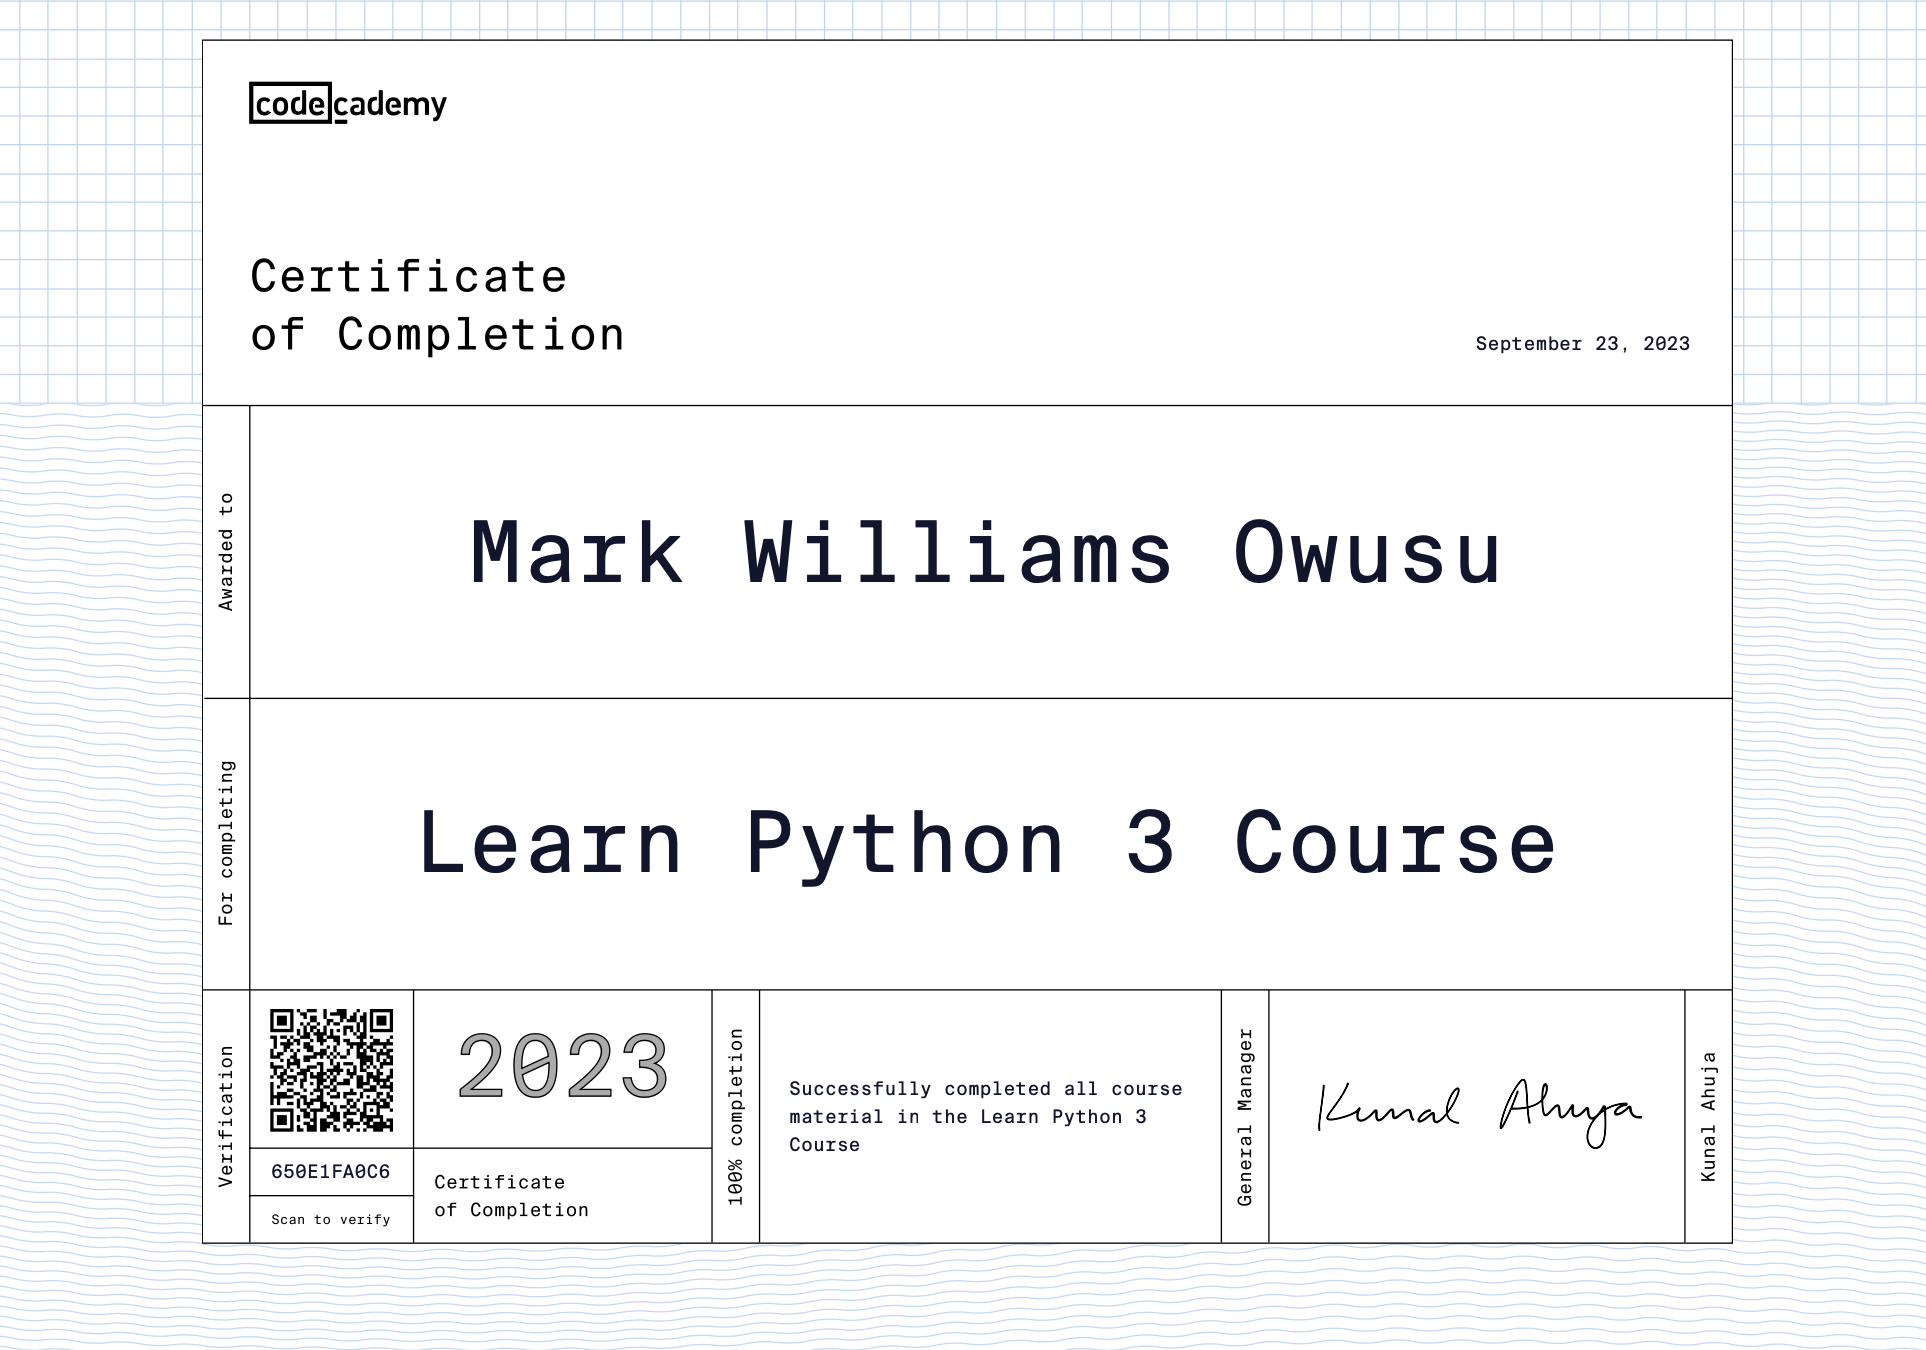 codecademy
Certificate
of Completion
September 23, 2023
Awarded to
Mark Williams Owusu
For completing
Learn Python 3 Course
Verification
650E1FA0C6
Scan to verify
2023
Certificate
of Completion
100% completion
Successfully completed all course
material in the Learn Python 3
Course
General Manager
Kunal Ahuja
Kunal Ahuja